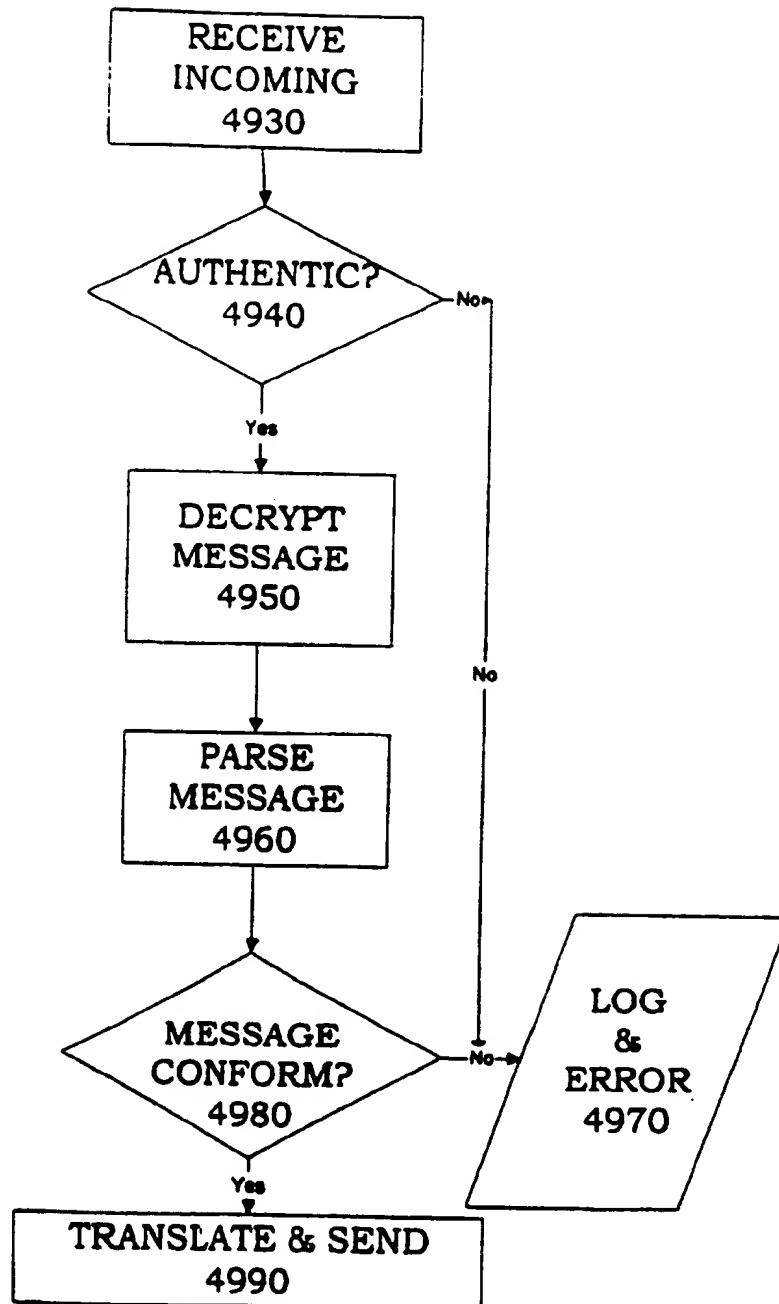 RECEIVE
INCOMING
4930
AUTHENTIC?
4940
No
Yes
DECRYPT
MESSAGE
4950
No
PARSE
MESSAGE
4960
MESSAGE
CONFORM?
4980
No
LOG
&
ERROR
4970
Yes
TRANSLATE & SEND
4990